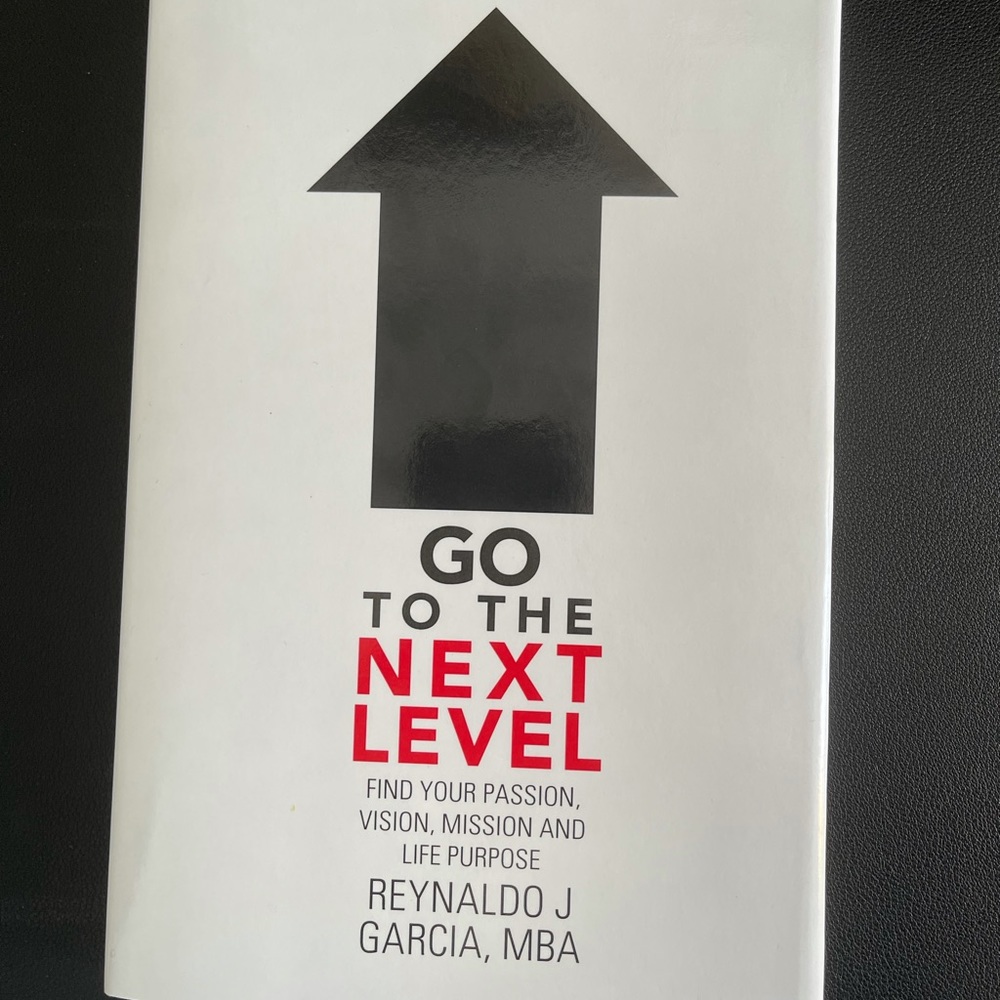 GO
TO THE
NEXT
LEVEL
FIND YOUR PASSION,
VISION, MISSION AND
LIFE PURPOSE
REYNALDO J
GARCIA, MBA